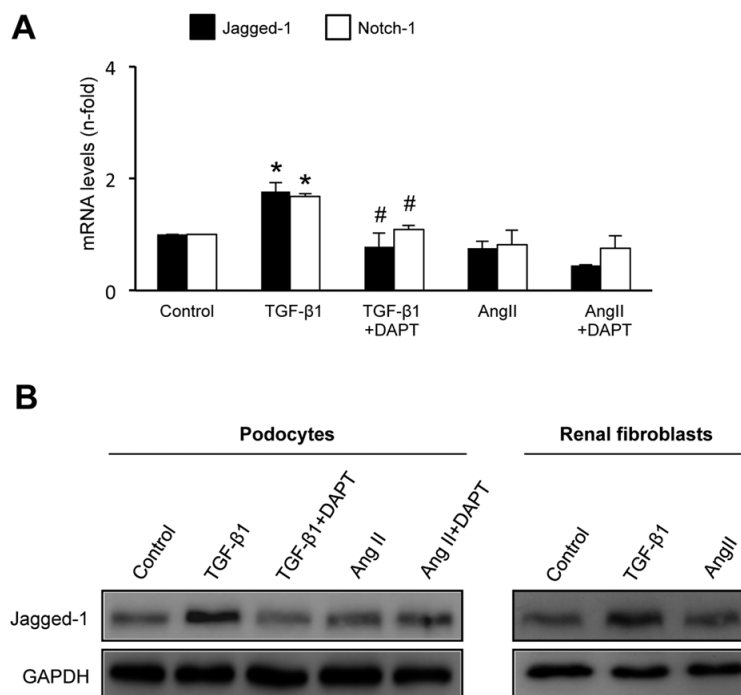 A
Jagged-1 Notch-1
mRNA levels (n-fold)
4
2
0
* * # #
Control TGF-β1 TGF-β1 AngII AngII
+DAPT +DAPT
B
Podocytes Renal fibroblasts
Control TGF-β1 TGF-β1+DAPT Ang II Ang II+DAPT Control TGF-β1 AngII
Jagged-1
GAPDH